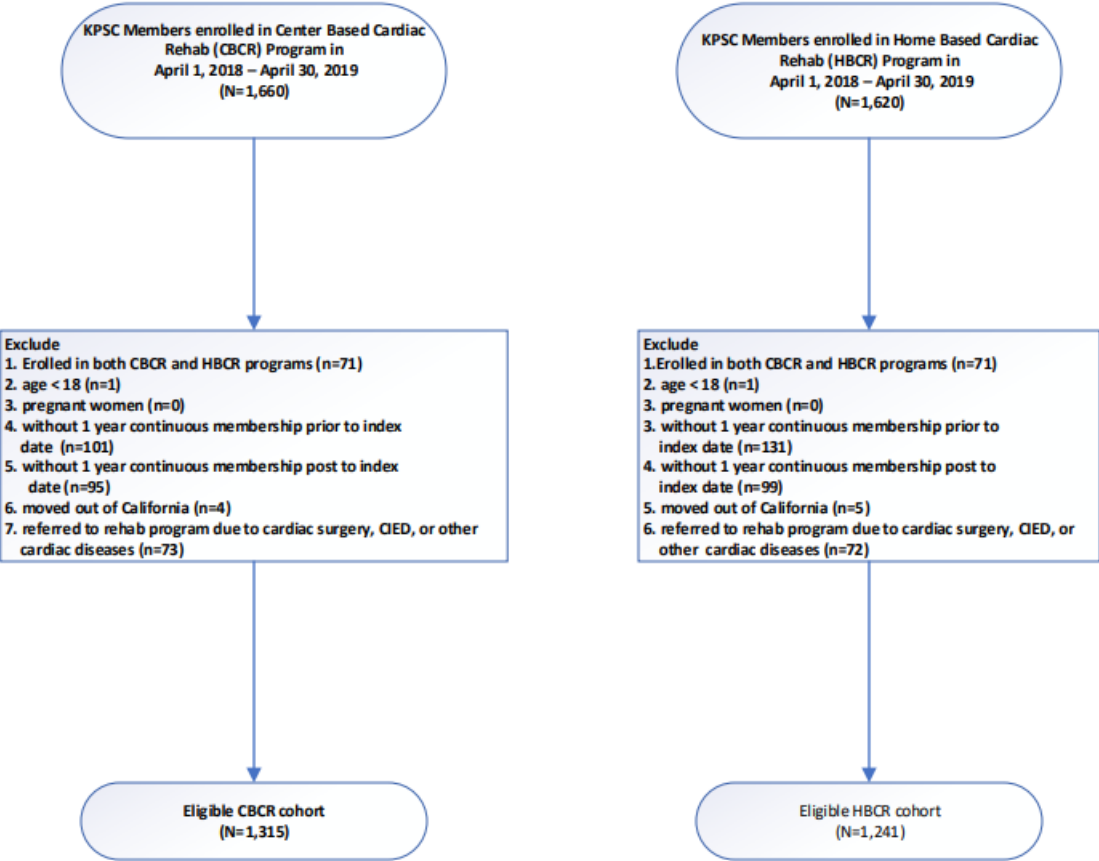 KPSC Members enrolled in Center Based Cardiac
Rehab (CBCR) Program in
April 1, 2018 – April 30, 2019
(N=1,660)
KPSC Members enrolled in Home Based Cardiac
Rehab (HBCR) Program in
April 1, 2018 – April 30, 2019
(N=1,620)
Exclude
1. Erolled in both CBCR and HBCR programs (n=71)
2. age < 18 (n=1)
3. pregnant women (n=0)
4. without 1 year continuous membership prior to index
date (n=101)
5. without 1 year continuous membership post to index
date (n=95)
6. moved out of California (n=4)
7. referred to rehab program due to cardiac surgery, CIED, or other
cardiac diseases (n=73)
Exclude
1.Erolled in both CBCR and HBCR programs (n=71)
2. age < 18 (n=1)
3. pregnant women (n=0)
3. without 1 year continuous membership prior to
index date (n=131)
4. without 1 year continuous membership post to
index date (n=99)
5. moved out of California (n=5)
6. referred to rehab program due to cardiac surgery, CIED, or
other cardiac diseases (n=72)
Eligible CBCR cohort
(N=1,315)
Eligible HBCR cohort
(N=1,241)